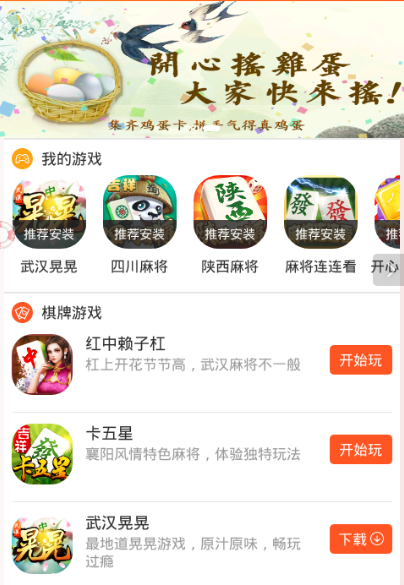 開心搖雞蛋
大家快來搖!
集齐鸡蛋卡,拼手气得真鸡蛋
我的游戏
晃晃
吉祥
陕西
發
推荐安装
推荐安装
推荐安装
推荐安装
推
武汉晃晃
四川麻将
陕西麻将
麻将连连看
开心
棋牌游戏
中
红中赖子杠
杠上开花节节高，武汉麻将不一般
开始玩
吉祥
發
卡五星
卡五星
襄阳风情特色麻将，体验独特玩法
开始玩
中
晃晃
武汉晃晃
最地道晃晃游戏，原汁原味，畅玩
过瘾
下载